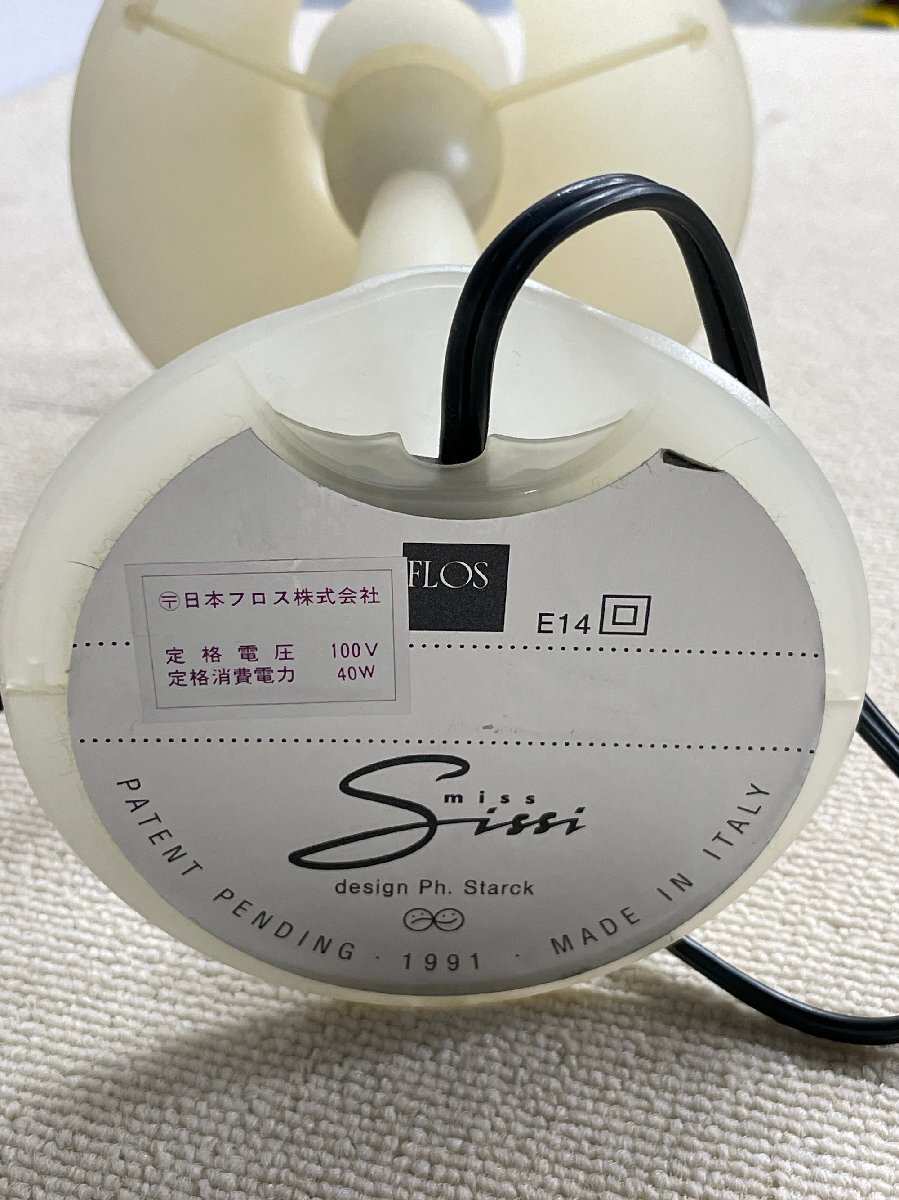 FLOS
E14
〶日本フロス株式会社
定格電圧 100V
定格消費電力 40W
miss
Sissi
design Ph. Starck
PATENT PENDING · 1991 · MADE IN ITALY